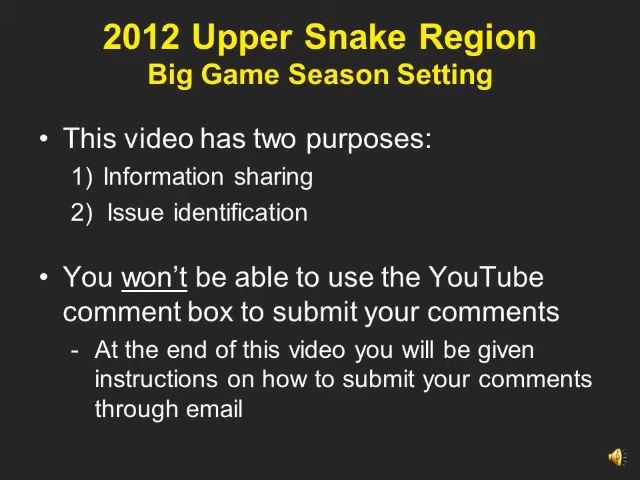 2012 Upper Snake Region
Big Game Season Setting
• This video has two purposes:
1) Information sharing
2) Issue identification
• You won't be able to use the YouTube
comment box to submit your comments
- At the end of this video you will be given
instructions on how to submit your comments
through email